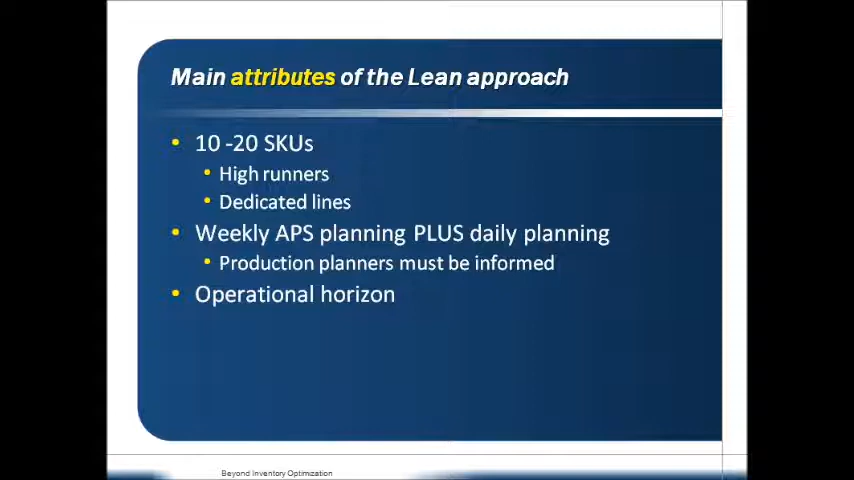 Main attributes of the Lean approach
• 10 -20 SKUs
• High runners
• Dedicated lines
• Weekly APS planning PLUS daily planning
• Production planners must be informed
• Operational horizon
Beyond Inventory Optimization